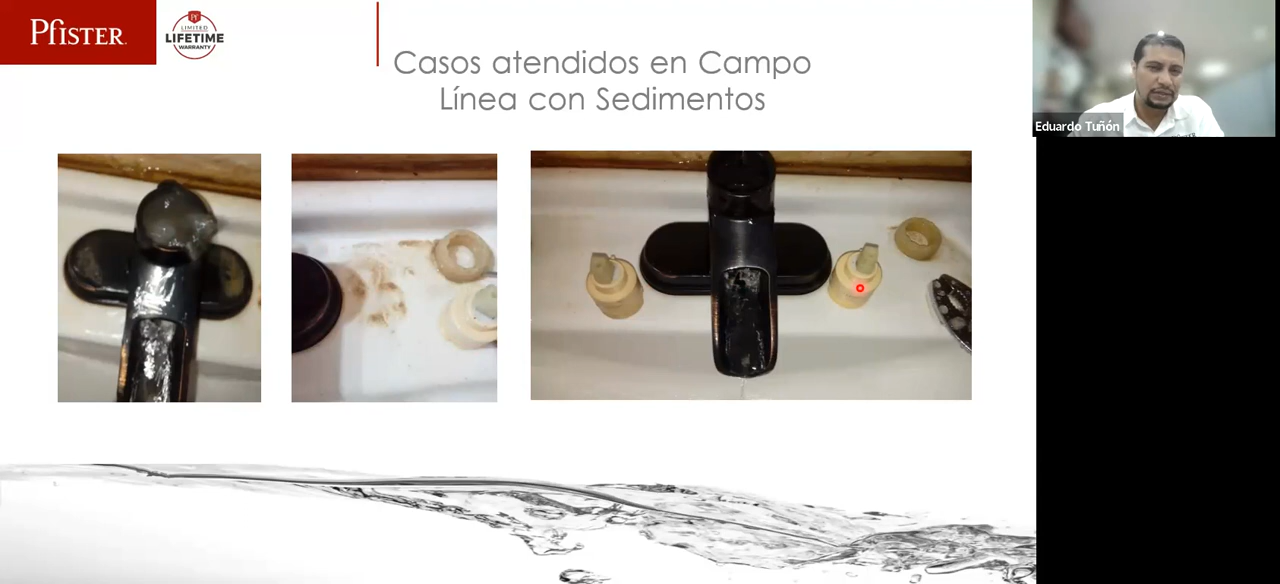 Pfister
LIMITED
LIFETIME
WARRANTY
Casos atendidos en Campo
Línea con Sedimentos
Eduardo Tuñón